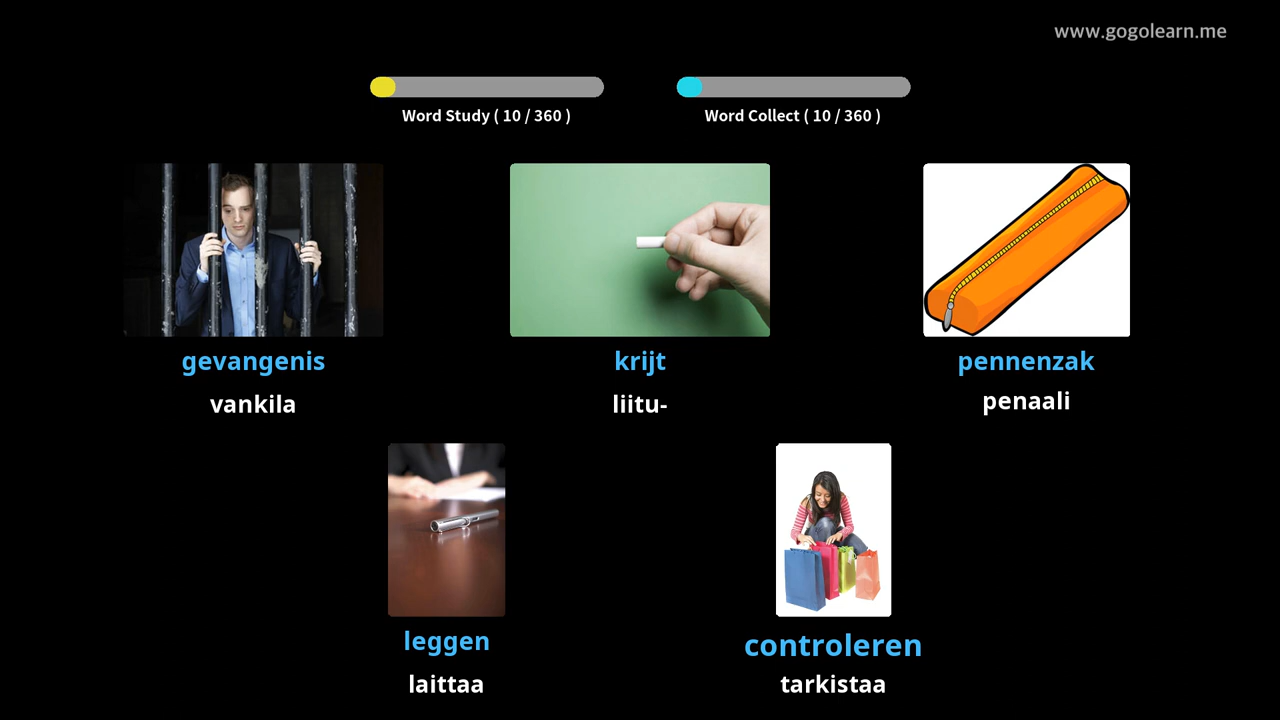 www.gogolearn.me
Word Study ( 10 / 360 )
Word Collect ( 10 / 360 )
gevangenis
vankila
krijt
liitu-
pennenzak
penaali
leggen
laittaa
controleren
tarkistaa